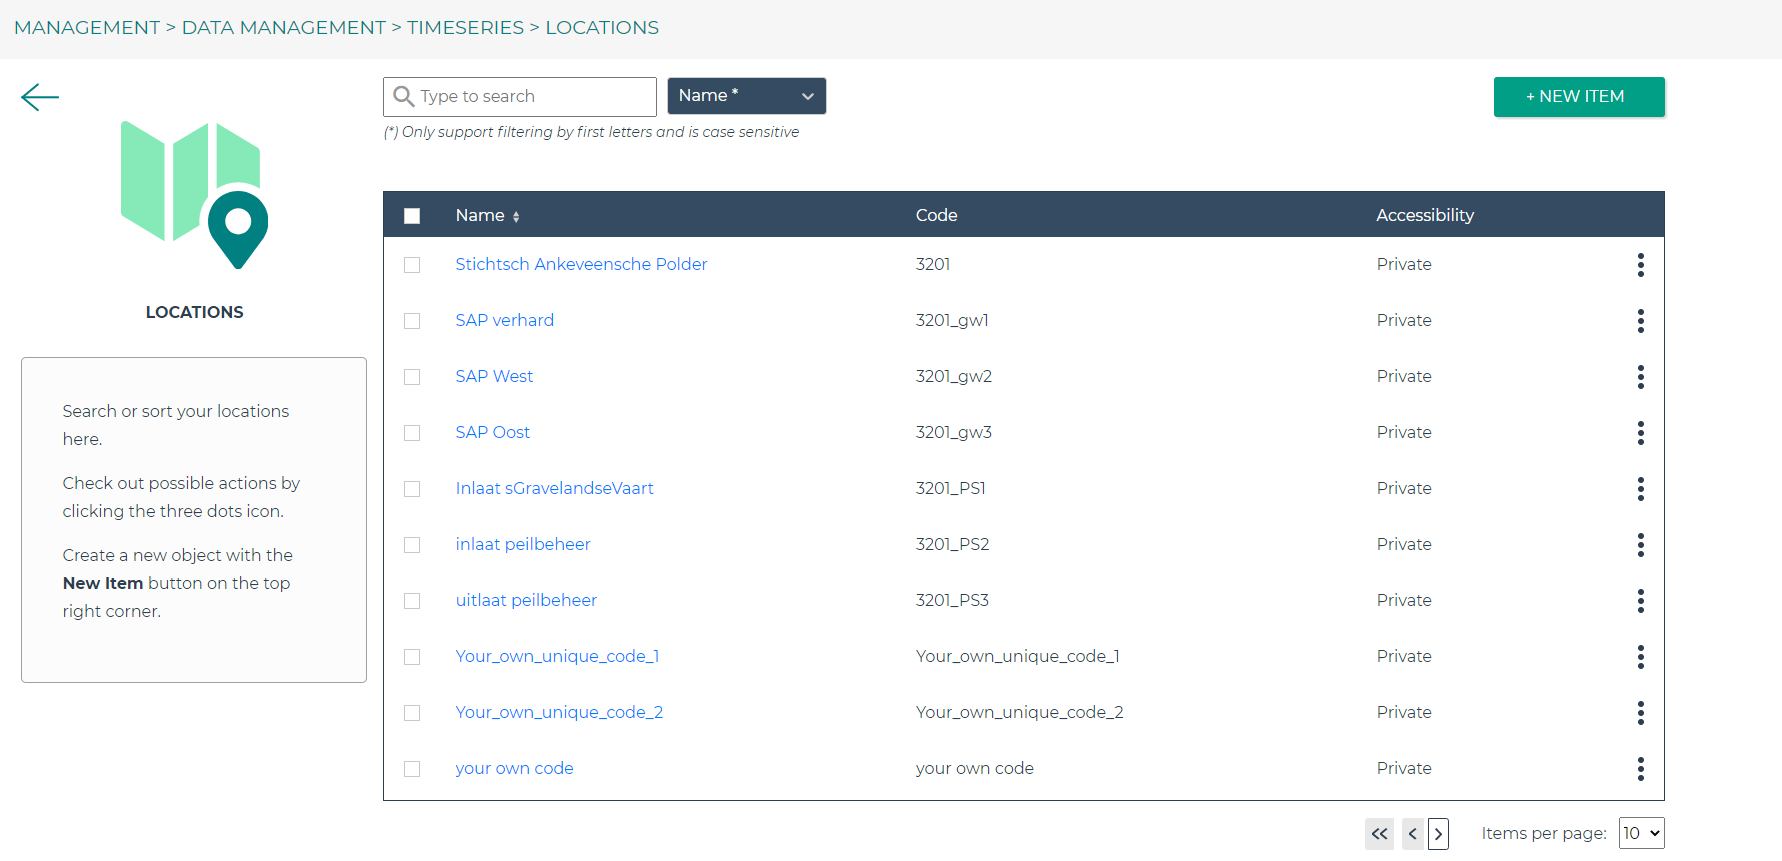 MANAGEMENT > DATA MANAGEMENT > TIMESERIES > LOCATIONS
Type to search
Name *
+ NEW ITEM
(*) Only support filtering by first letters and is case sensitive
LOCATIONS
Search or sort your locations
here.
Check out possible actions by
clicking the three dots icon.
Create a new object with the
New Item button on the top
right corner.
Name Code Accessibility
Stichtsch Ankeveensche Polder 3201 Private
SAP verhard 3201_gw1 Private
SAP West 3201_gw2 Private
SAP Oost 3201_gw3 Private
Inlaat sGravelandseVaart 3201_PS1 Private
inlaat peilbeheer 3201_PS2 Private
uitlaat peilbeheer 3201_PS3 Private
Your_own_unique_code_1 Your_own_unique_code_1 Private
Your_own_unique_code_2 Your_own_unique_code_2 Private
your own code your own code Private
Items per page: 10